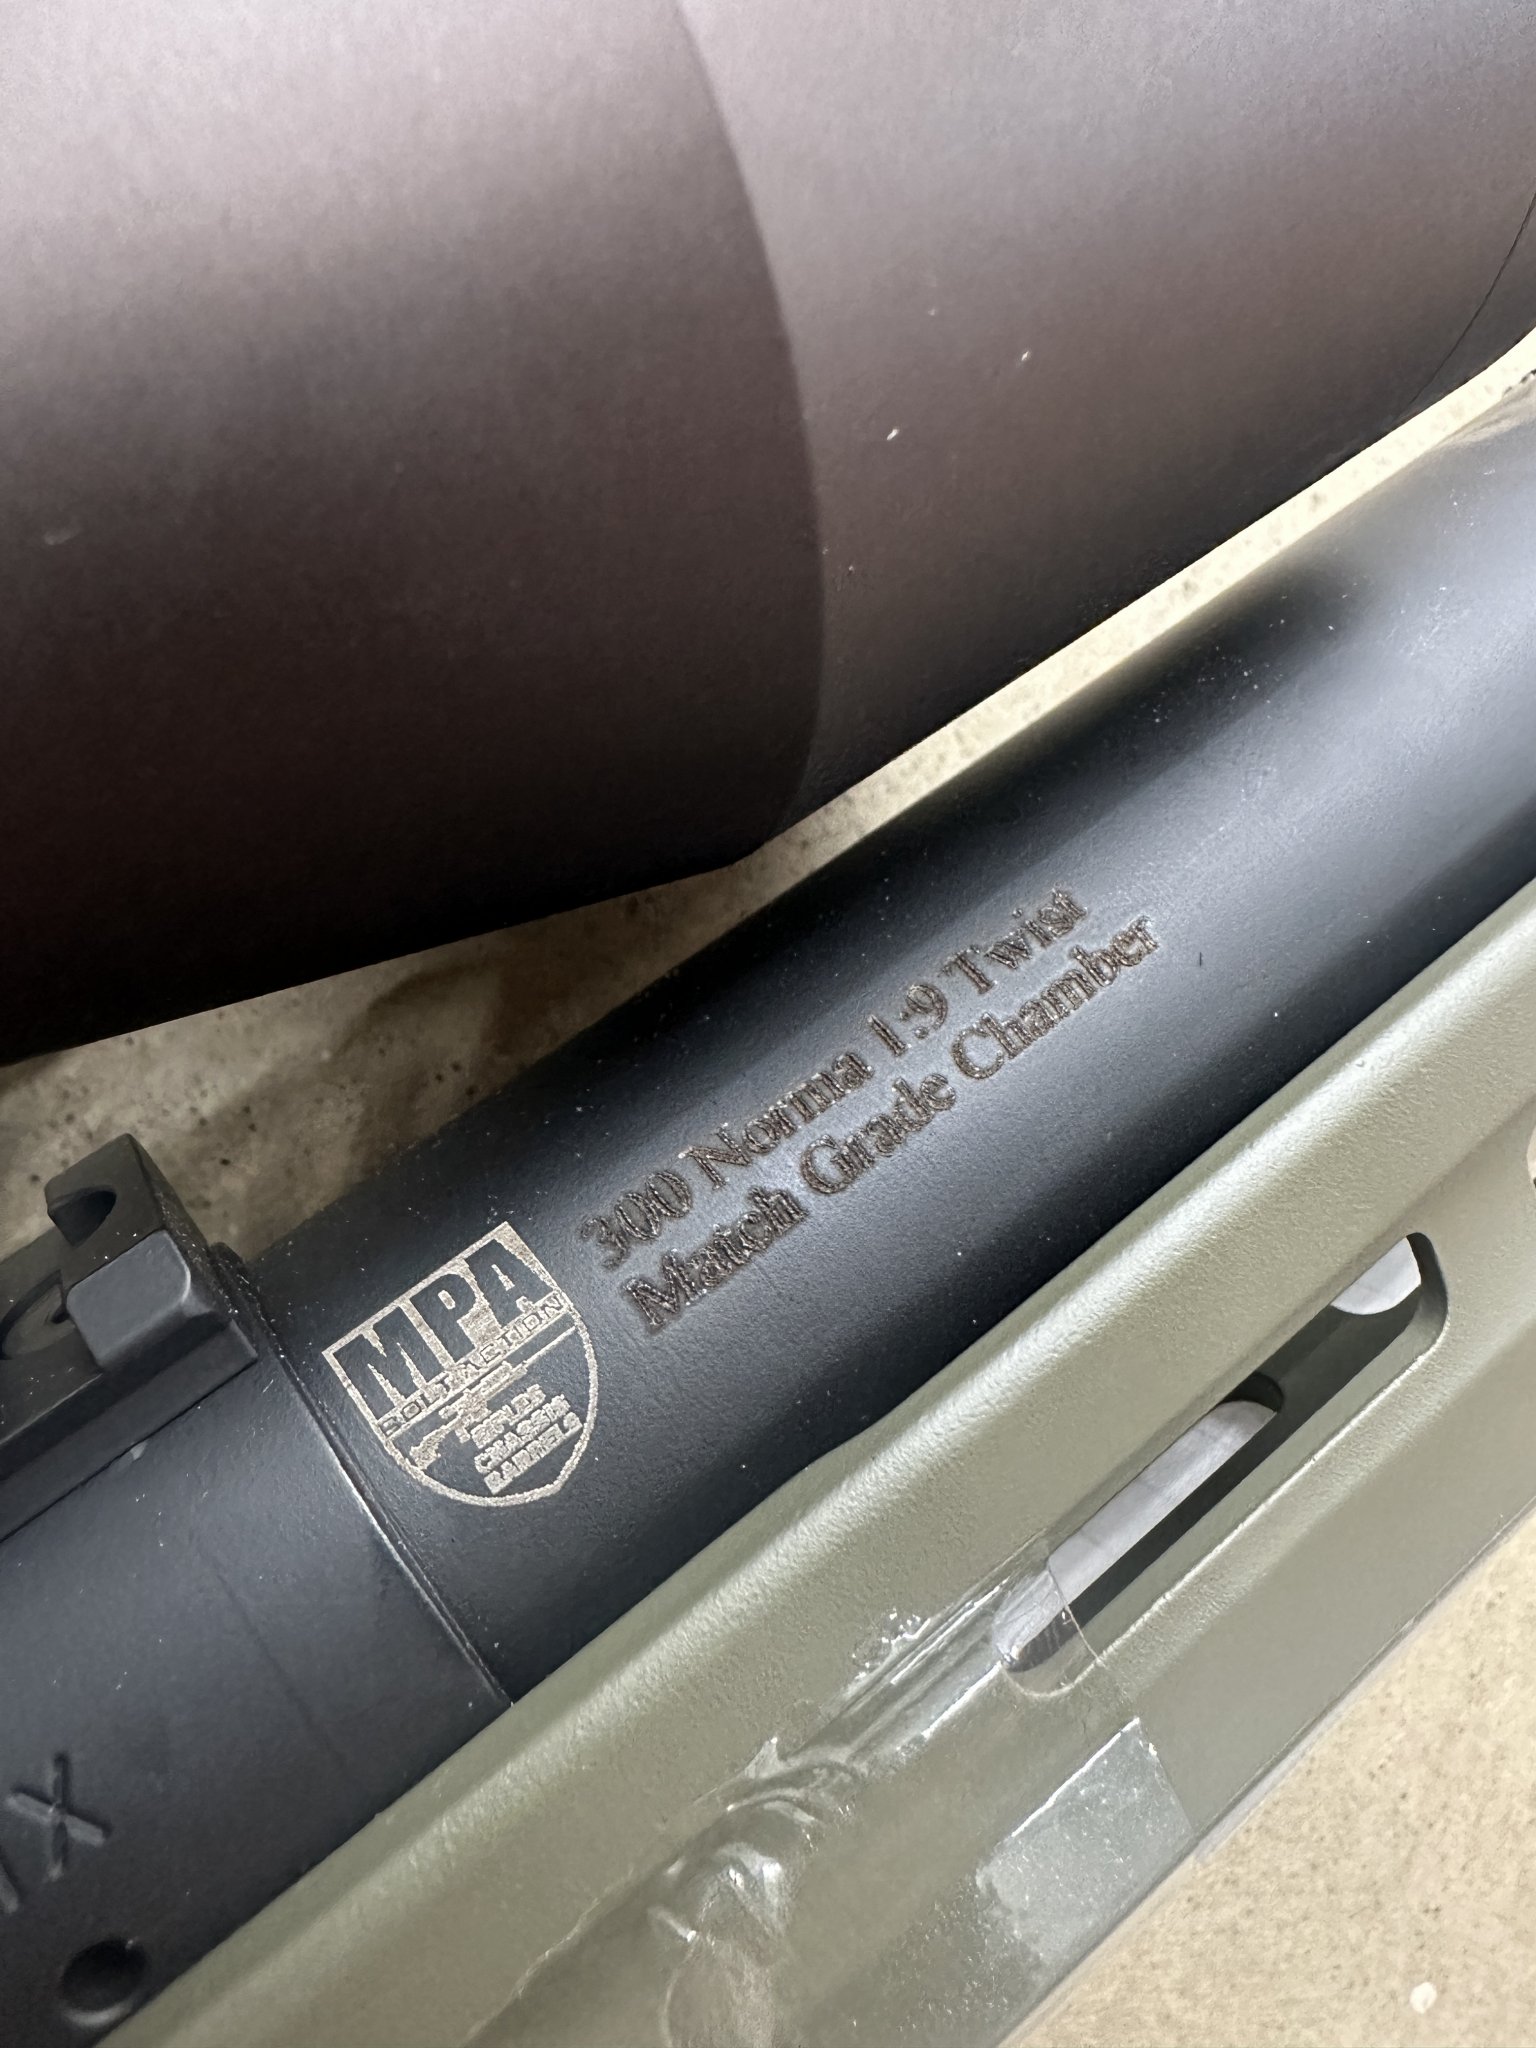 300 Norma 1:9 Twist
Match Grade Chamber
MPA
BOLT ACTION
RIFLES
CHASSIS
BARRELS
X